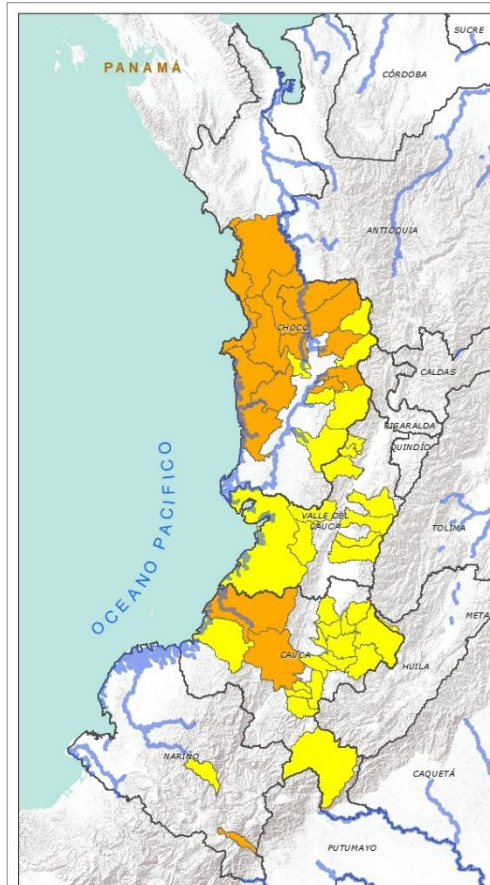 SUCRE
PANAMÁ
CÓRDOBA
ANTIOQUIA
CHOCÓ
CALDAS
RISARALDA
QUINDÍO
OCEANO PACÍFICO
VALLE DEL
CAUCA
TOLIMA
META
CAUCA
HUILA
NARIÑO
CAQUETÁ
PUTUMAYO